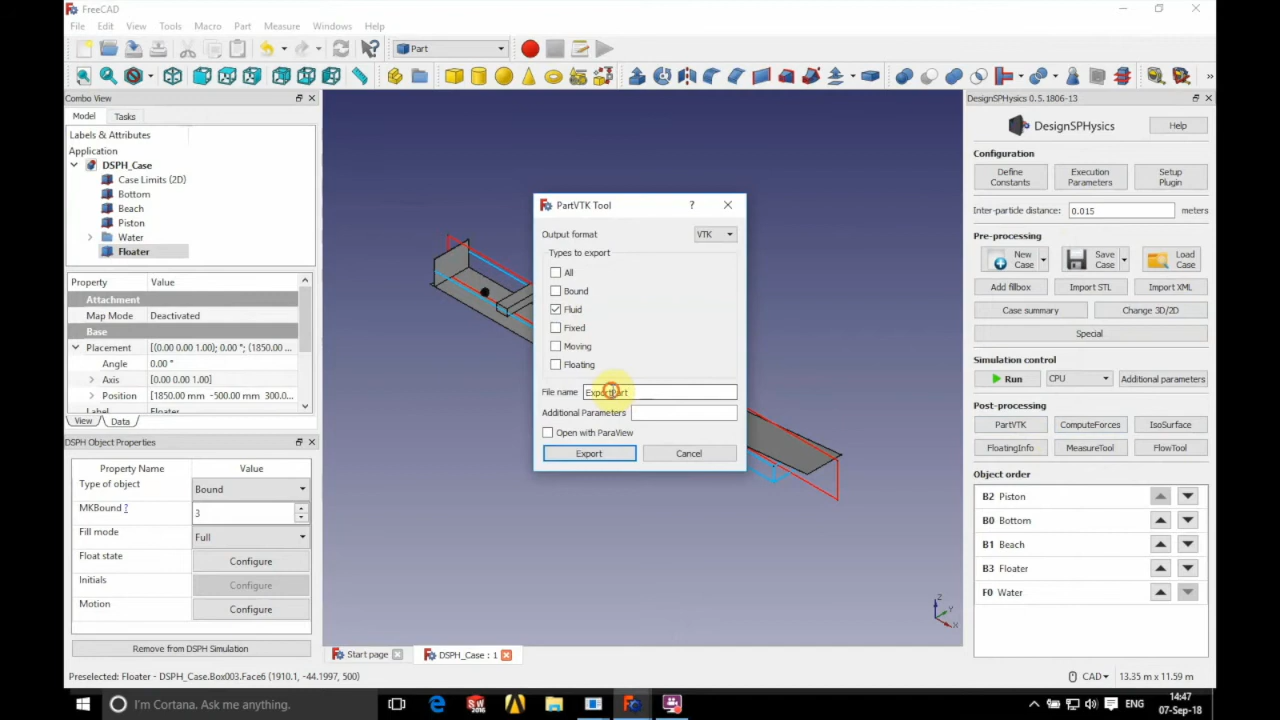 FreeCAD
File Edit View Tools Macro Part Measure Windows Help
Part
Combo View
Model Tasks
Labels & Attributes
Application
DSPH_Case
Case Limits (2D)
Bottom
Beach
Piston
Water
Floater
Property Value
Attachment
Map Mode Deactivated
Base
Placement [(0.00 0.00 1.00); 0.00 °; (1850.00 ...
Angle 0.00 °
Axis [0.00 0.00 1.00]
Position [1850.00 mm -500.00 mm 300.0...
Label Floater
View Data
DSPH Object Properties
Property Name Value
Type of object Bound
MKBound ? 3
Fill mode Full
Float state Configure
Initials Configure
Motion Configure
Remove from DSPH Simulation
PartVTK Tool ?
Output format VTK
Types to export
All
Bound
Fluid
Fixed
Moving
Floating
File name ExportPart
Additional Parameters
Open with ParaView
Export Cancel
Z
Y
X
Start page DSPH_Case : 1
DesignSPHysics 0.5.1806-13
DesignSPHysics Help
Configuration
Define Constants Execution Parameters Setup Plugin
Inter-particle distance: 0.015 meters
Pre-processing
New Case Save Case Load Case
Add fillbox Import STL Import XML
Case summary Change 3D/2D
Special
Simulation control
Run CPU Additional parameters
Post-processing
PartVTK ComputeForces IsoSurface
FloatingInfo MeasureTool FlowTool
Object order
B2 Piston
B0 Bottom
B1 Beach
B3 Floater
F0 Water
Preselected: Floater - DSPH_Case.Box003.Face6 (1910.1, -44.1997, 500) CAD 13.35 m x 11.59 m
I'm Cortana. Ask me anything. SW 2016 ENG 14:47
07-Sep-18